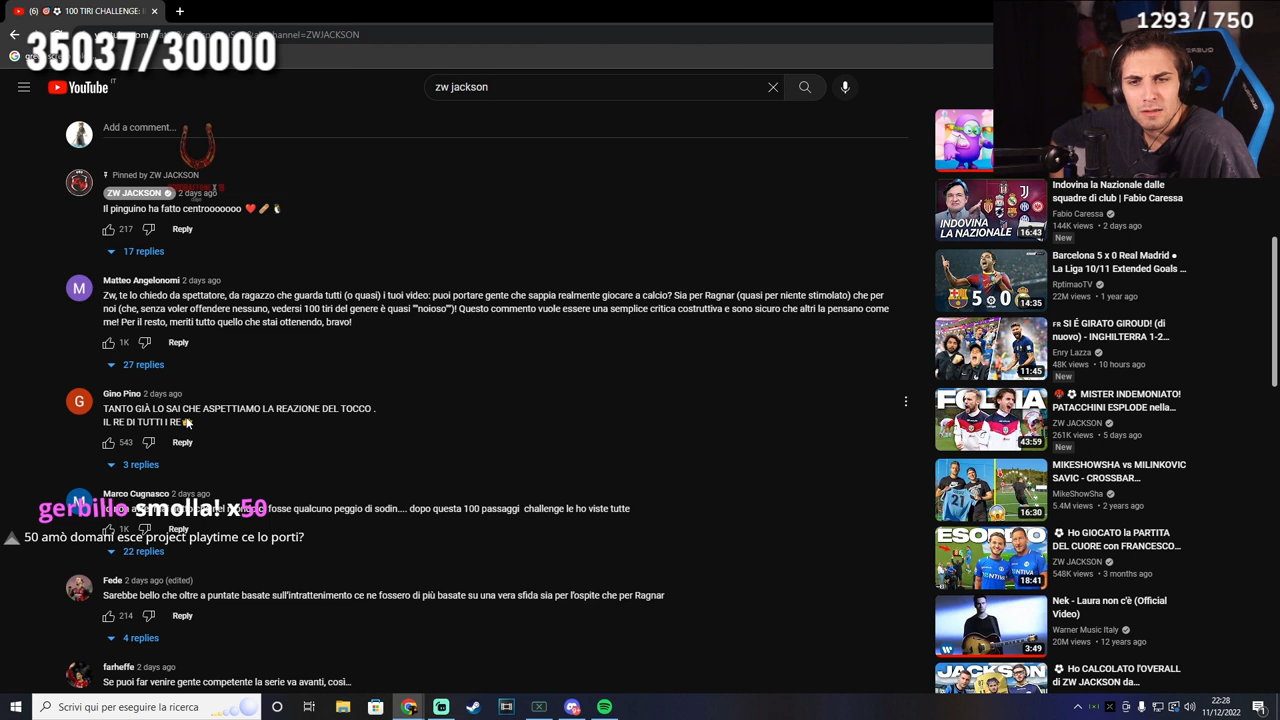 (6) 🎯 ⚽ 100 TIRI CHALLENGE:
1293 / 750
35037/30000
YouTube IT
zw jackson
Add a comment...
Pinned by ZW JACKSON
ZW JACKSON 2 days ago
Il pinguino ha fatto centrooooooo ❤️ 🥖 🐧
217 Reply
17 replies
Matteo Angelonomi 2 days ago
Zw, te lo chiedo da spettatore, da ragazzo che guarda tutti (o quasi) i tuoi video: puoi portare gente che sappia realmente giocare a calcio? Sia per Ragnar (quasi per niente stimolato) che per
noi (che, senza voler offendere nessuno, vedersi 100 tiri del genere è quasi ""noioso"")! Questo commento vuole essere una semplice critica costruttiva e sono sicuro che altri la pensano come
me! Per il resto, meriti tutto quello che stai ottenendo, bravo!
1K Reply
27 replies
Gino Pino 2 days ago
TANTO GIÀ LO SAI CHE ASPETTIAMO LA REAZIONE DEL TOCCO .
IL RE DI TUTTI I RE
543 Reply
3 replies
Marco Cugnasco 2 days ago
gerbillo smolla! x50
fosse qualcuno più forte di sodin.... dopo questa 100 passaggi challenge le ho viste tutte
1K Reply
50 amò domani esce project playtime ce lo porti?
22 replies
Fede 2 days ago (edited)
Sarebbe bello che oltre a puntate basate sull'intrattenimento ce ne fossero di più basate su una vera sfida sia per l'ospite che per Ragnar
214 Reply
4 replies
farheffe 2 days ago
Se puoi far venire gente competente la serie va avanti, così...
Indovina la Nazionale dalle
squadre di club | Fabio Caressa
Fabio Caressa
144K views • 2 days ago
New
INDOVINA
LA NAZIONALE
16:43
Barcelona 5 x 0 Real Madrid ●
La Liga 10/11 Extended Goals ...
RptimaoTV
22M views • 1 year ago
5 0
14:35
FR SI É GIRATO GIROUD! (di
nuovo) - INGHILTERRA 1-2...
Enry Lazza
48K views • 10 hours ago
New
11:45
MISTER INDEMONIATO!
PATACCHINI ESPLODE nella...
ZW JACKSON
261K views • 5 days ago
New
FOLLIA
43:59
MIKESHOWSHA vs MILINKOVIC
SAVIC - CROSSBAR...
MikeShowSha
5.4M views • 2 years ago
21
16:30
⚽ Ho GIOCATO la PARTITA
DEL CUORE con FRANCESCO...
ZW JACKSON
548K views • 3 months ago
18:41
Nek - Laura non c'è (Official
Video)
Warner Music Italy
20M views • 12 years ago
3:49
⚽ Ho CALCOLATO l'OVERALL
di ZW JACKSON da...
JACKSON
Scrivi qui per eseguire la ricerca
22:28
11/12/2022